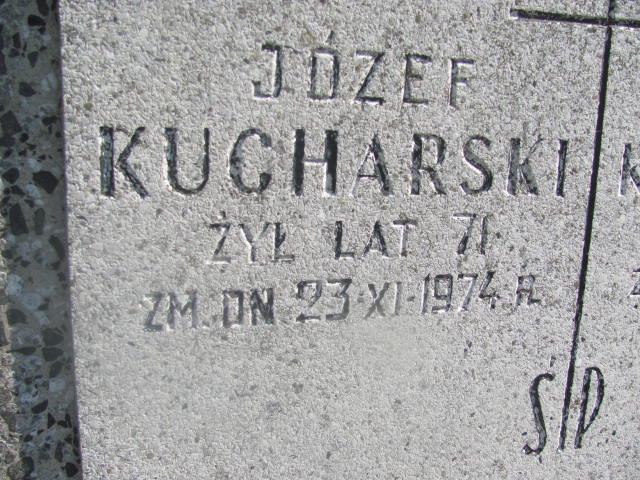 JÓZEF
KUCHARSKI
ŻYŁ LAT 71
ZM. DN 23·XI·1974 R.
ŚP